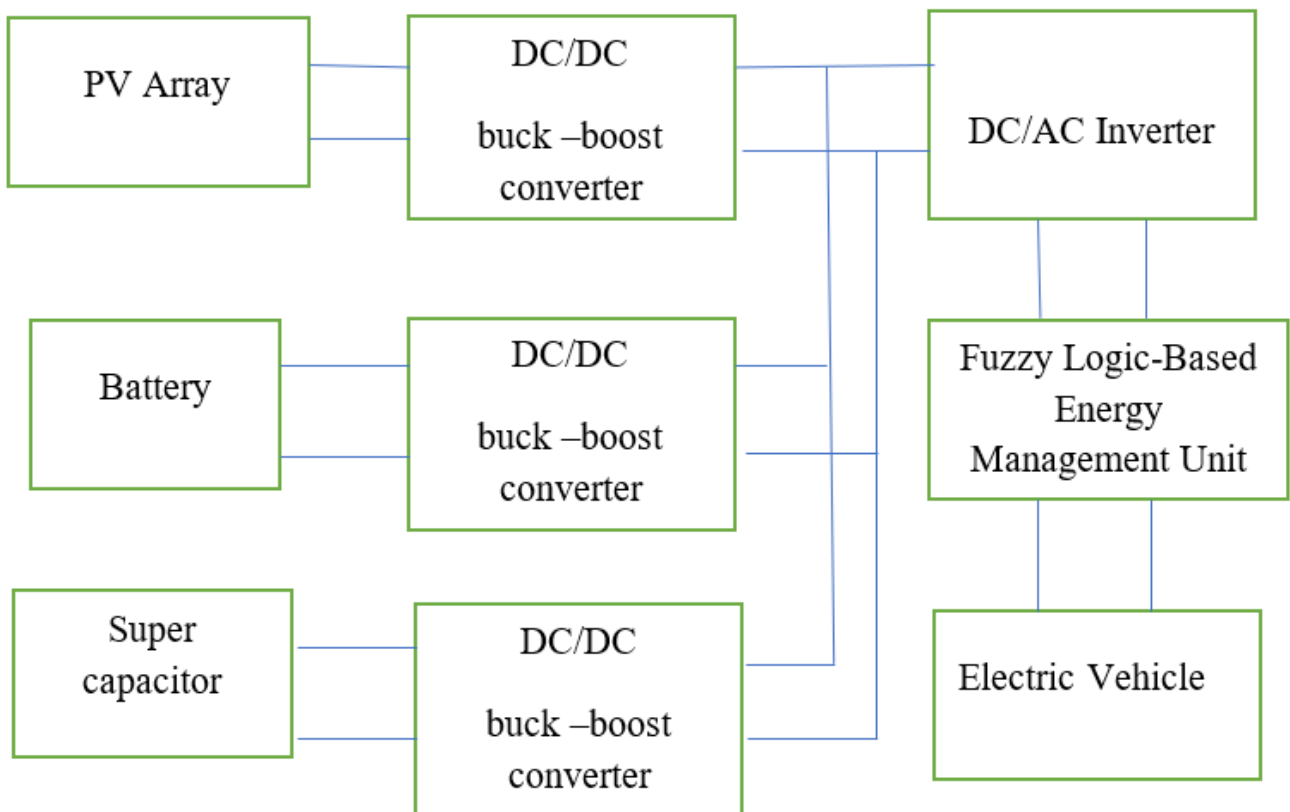 PV Array
DC/DC
buck –boost
converter
DC/AC Inverter
Battery
DC/DC
buck –boost
converter
Fuzzy Logic-Based
Energy
Management Unit
Super
capacitor
DC/DC
buck –boost
converter
Electric Vehicle